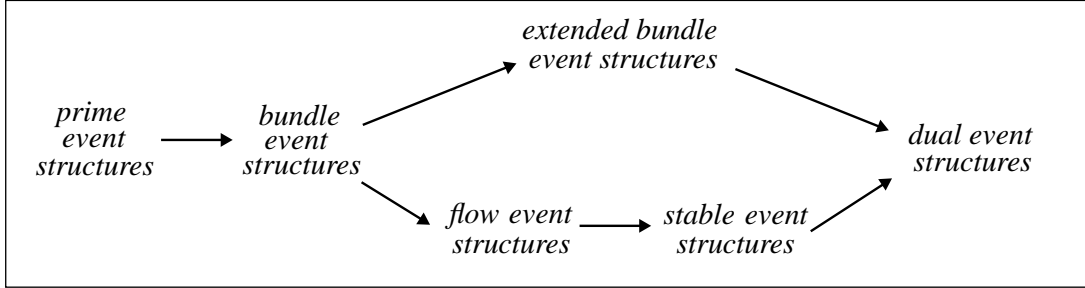 extended bundle
event structures
prime
event
structures
bundle
event
structures
dual event
structures
flow event
structures
stable event
structures